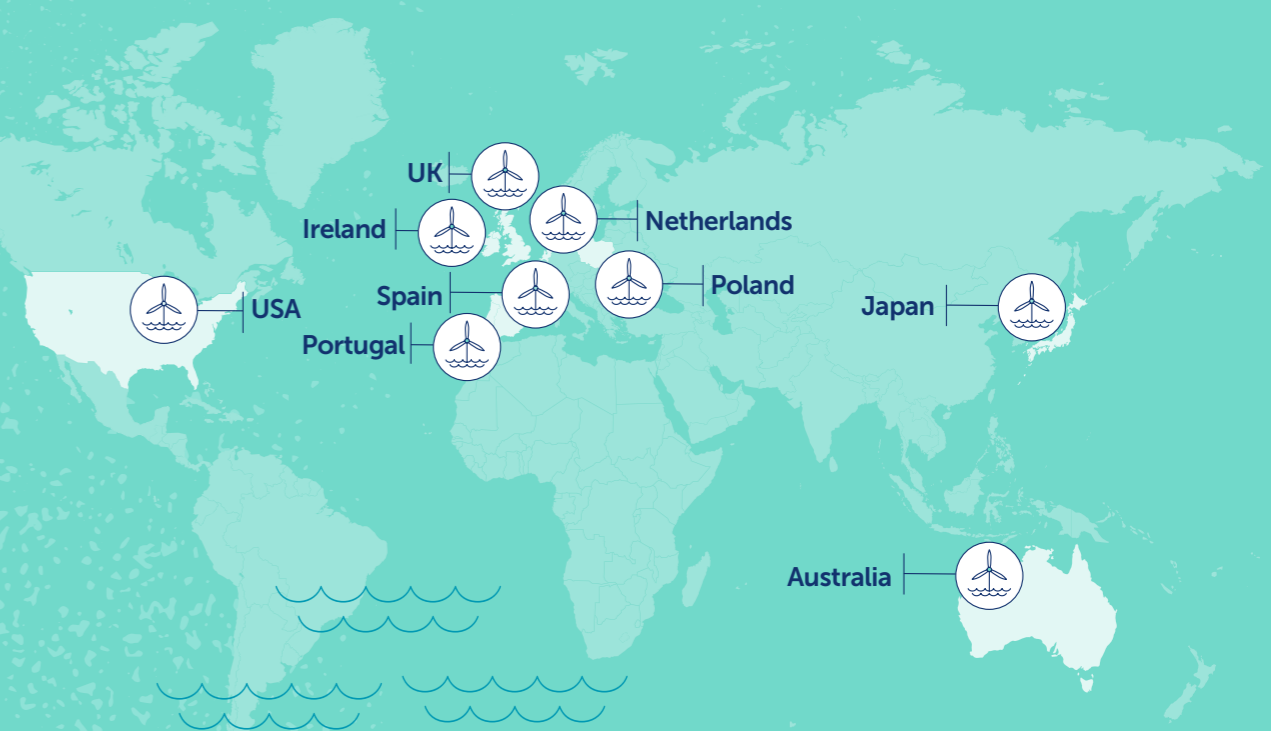 UK
Netherlands
Ireland
Poland
Spain
USA
Japan
Portugal
Australia